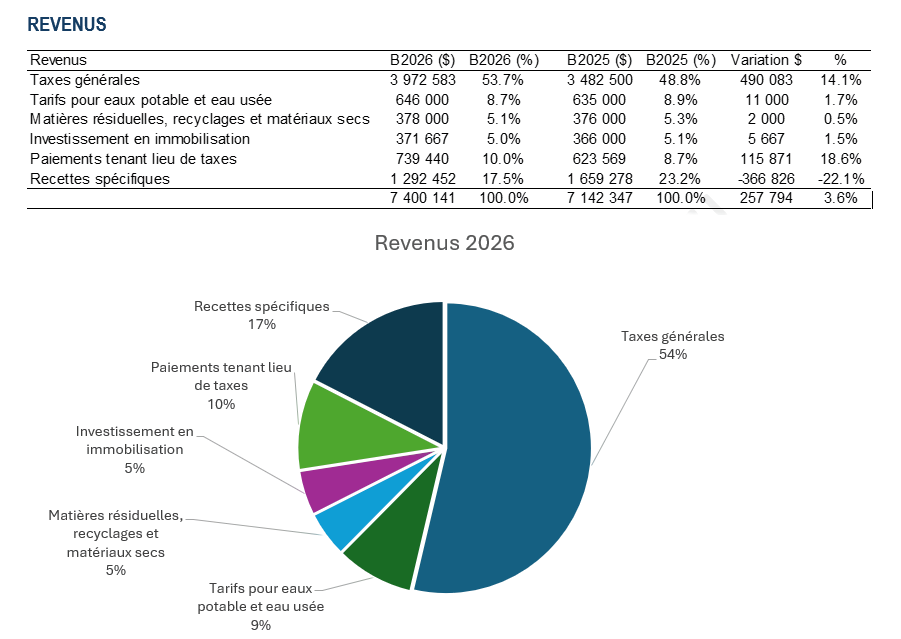 REVENUS
Revenus B2026 ($) B2026 (%) B2025 ($) B2025 (%) Variation $ %
Taxes générales 3 972 583 53.7% 3 482 500 48.8% 490 083 14.1%
Tarifs pour eaux potable et eau usée 646 000 8.7% 635 000 8.9% 11 000 1.7%
Matières résiduelles, recyclages et matériaux secs 378 000 5.1% 376 000 5.3% 2 000 0.5%
Investissement en immobilisation 371 667 5.0% 366 000 5.1% 5 667 1.5%
Paiements tenant lieu de taxes 739 440 10.0% 623 569 8.7% 115 871 18.6%
Recettes spécifiques 1 292 452 17.5% 1 659 278 23.2% -366 826 -22.1%
7 400 141 100.0% 7 142 347 100.0% 257 794 3.6%
Revenus 2026
Recettes spécifiques
17%
Taxes générales
54%
Paiements tenant lieu
de taxes
10%
Investissement en
immobilisation
5%
Matières résiduelles,
recyclages et
matériaux secs
5%
Tarifs pour eaux
potable et eau usée
9%